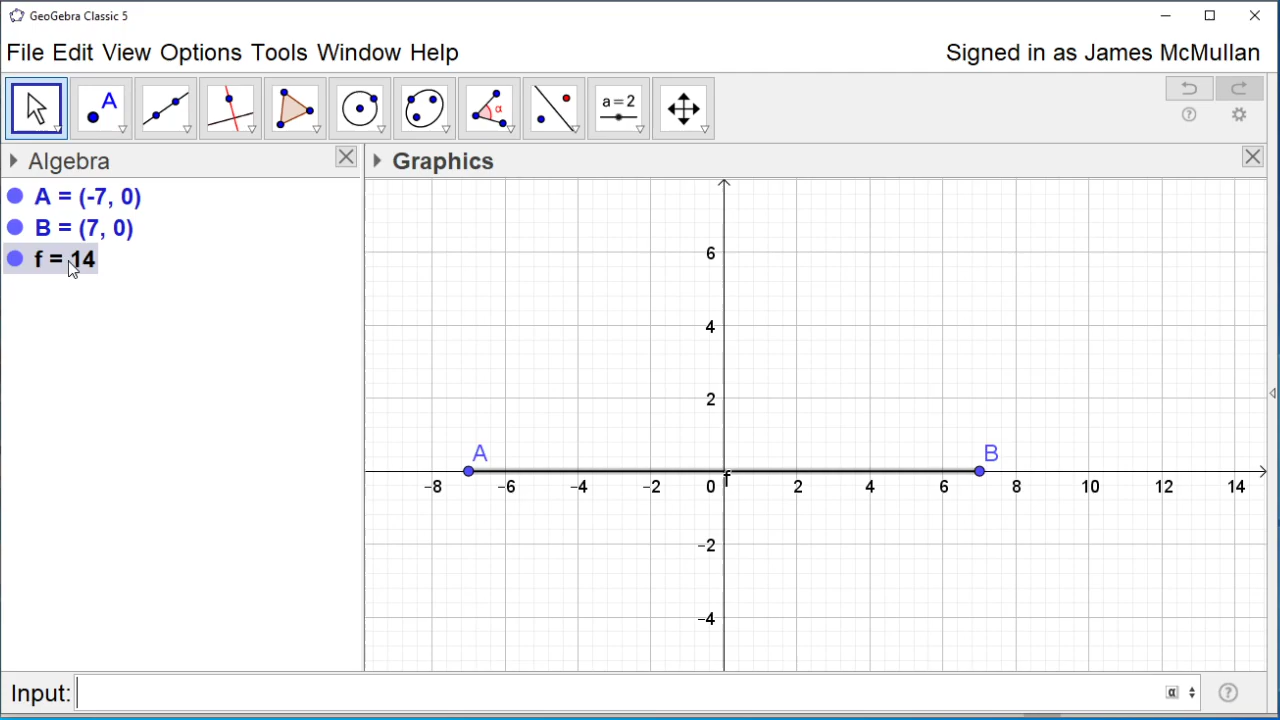 GeoGebra Classic 5
File Edit View Options Tools Window Help
Signed in as James McMullan
A
α
a=2
Algebra
Graphics
A = (-7, 0)
B = (7, 0)
f = 14
6
4
2
A
B
f
−8 −6 −4 −2 0 2 4 6 8 10 12 14
−2
−4
Input:
α